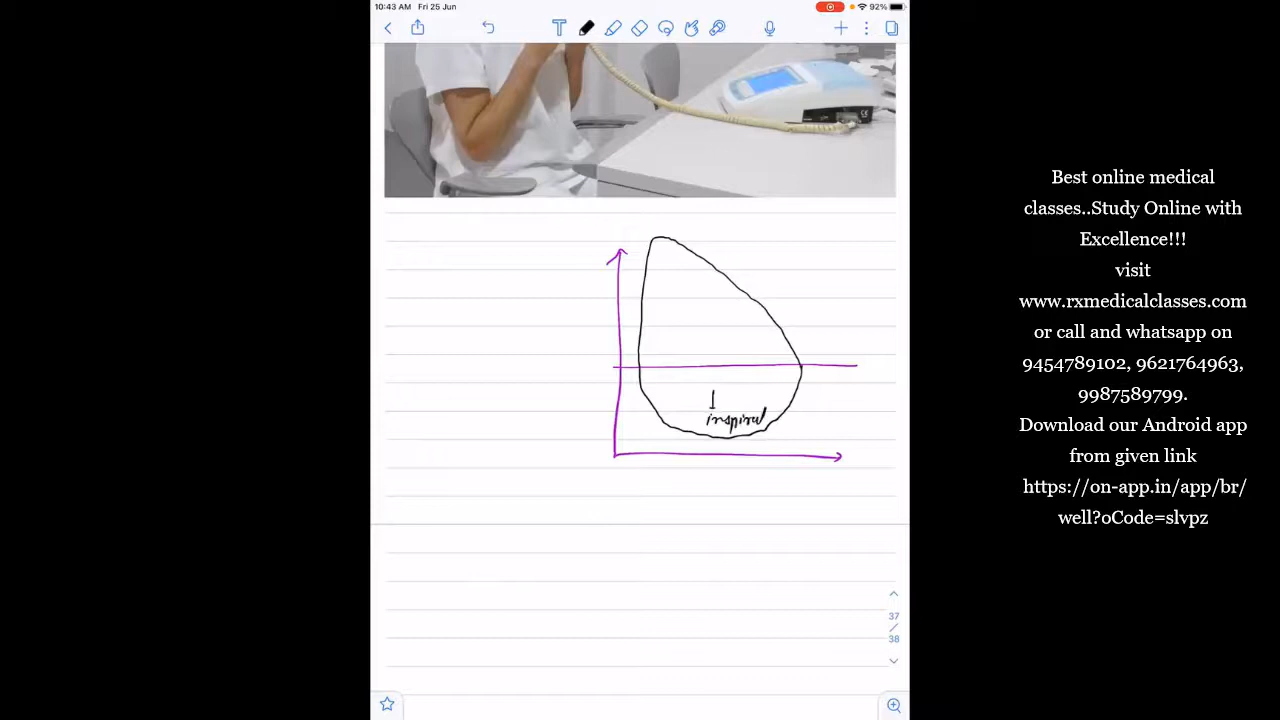 10:43 AM Fri 25 Jun
92%
T
I
inspired
37
/
38
Best online medical
classes..Study Online with
Excellence!!!
visit
www.rxmedicalclasses.com
or call and whatsapp on
9454789102, 9621764963,
9987589799.
Download our Android app
from given link
https://on-app.in/app/br/
well?oCode=slvpz